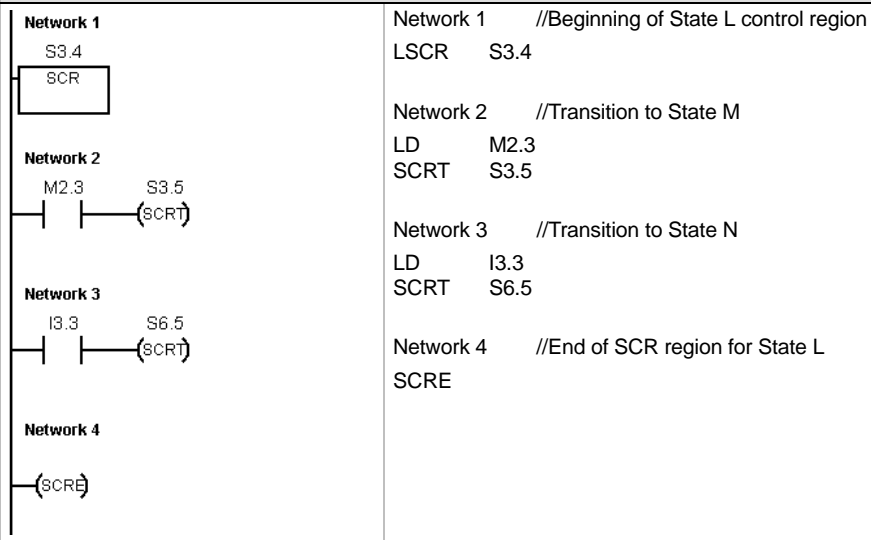 Network 1
S3.4
SCR
Network 2
M2.3 S3.5
(SCRT)
Network 3
I3.3 S6.5
(SCRT)
Network 4
(SCRE)
Network 1 //Beginning of State L control region
LSCR S3.4
Network 2 //Transition to State M
LD M2.3
SCRT S3.5
Network 3 //Transition to State N
LD I3.3
SCRT S6.5
Network 4 //End of SCR region for State L
SCRE